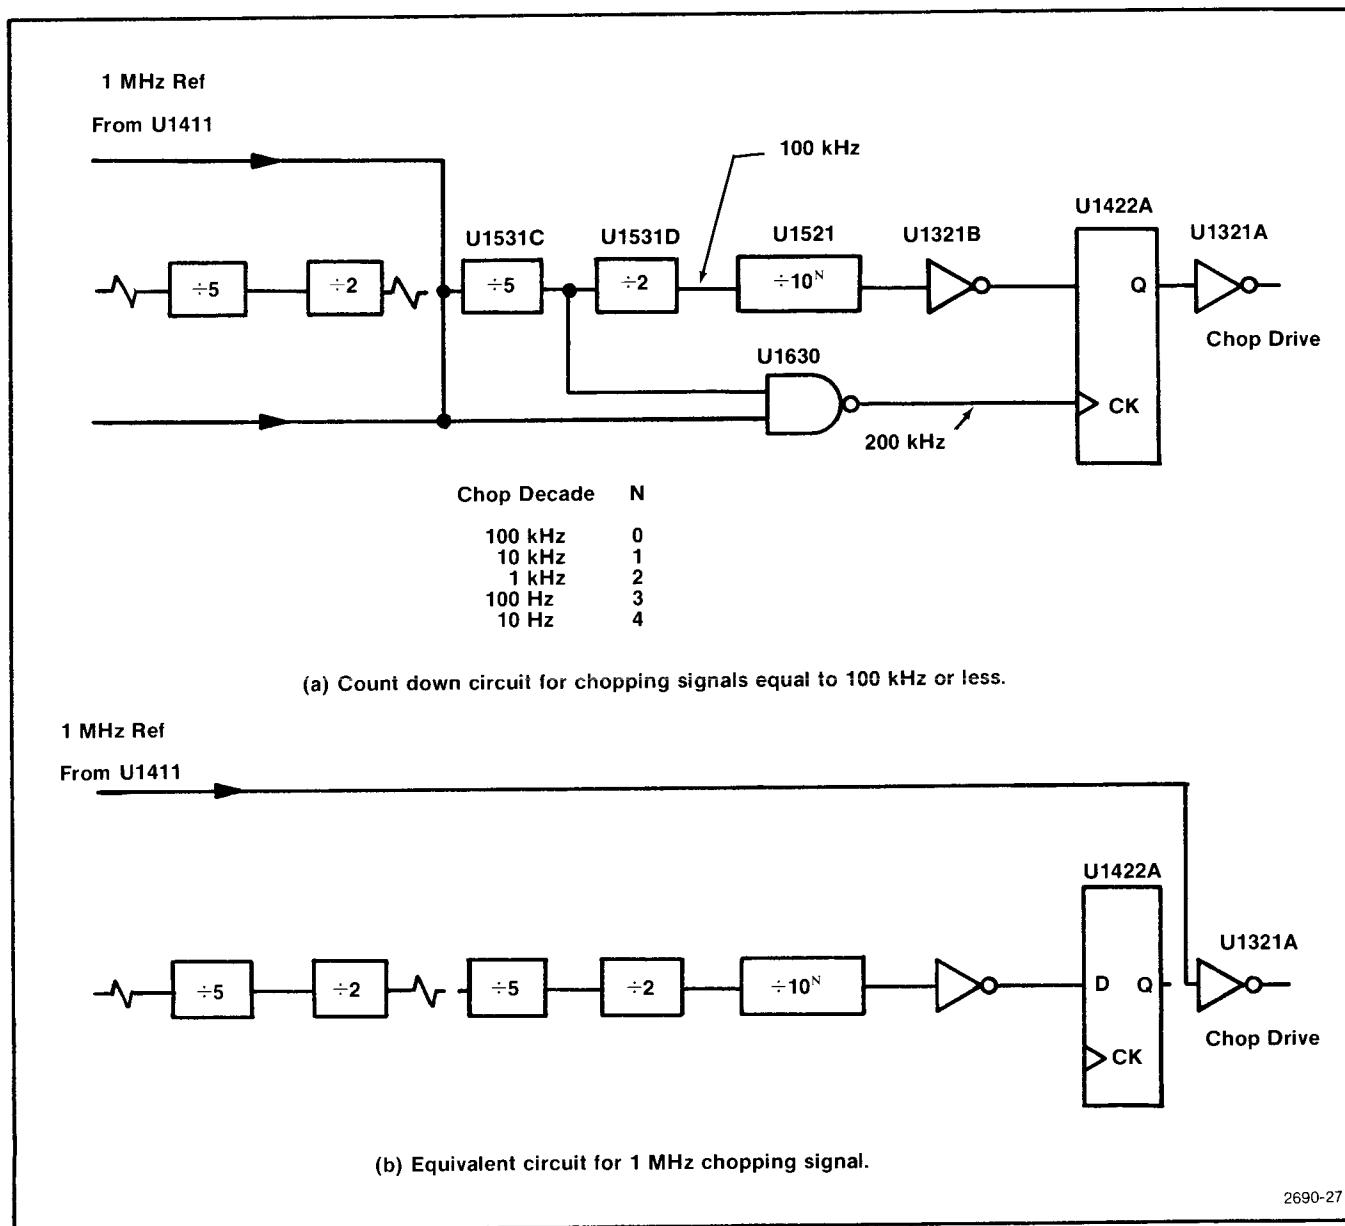 1 MHz Ref
From U1411
100 kHz
U1422A
U1531C U1531D U1521 U1321B U1321A
÷5 ÷2 ÷5 ÷2 ÷10^N Q
Chop Drive
U1630
CK
200 kHz
Chop Decade N
100 kHz 0
10 kHz 1
1 kHz 2
100 Hz 3
10 Hz 4
(a) Count down circuit for chopping signals equal to 100 kHz or less.
1 MHz Ref
From U1411
U1422A
U1321A
÷5 ÷2 ÷5 ÷2 ÷10^N D Q
Chop Drive
CK
(b) Equivalent circuit for 1 MHz chopping signal.
2690-27